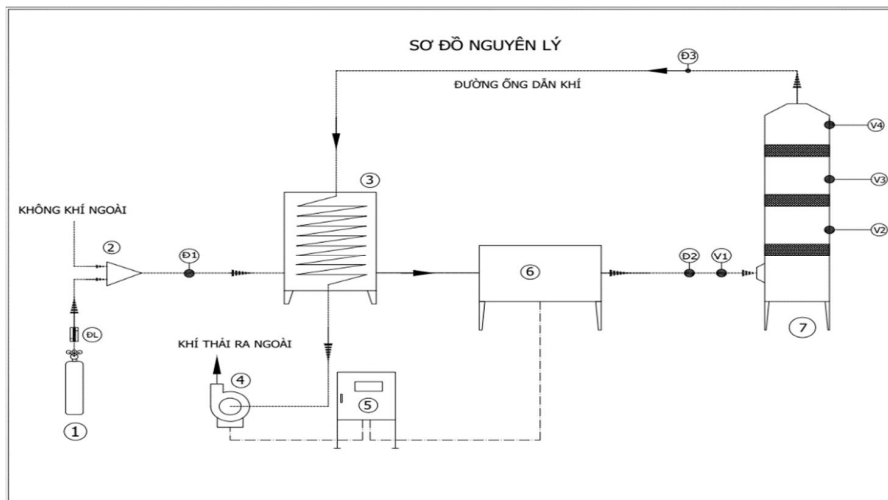 SƠ ĐỒ NGUYÊN LÝ
Đ3
ĐƯỜNG ỐNG DẪN KHÍ
V4
3
V3
KHÔNG KHÍ NGOÀI
2
V2
Đ1
6
Đ2
V1
ĐL
7
KHÍ THẢI RA NGOÀI
4
5
1